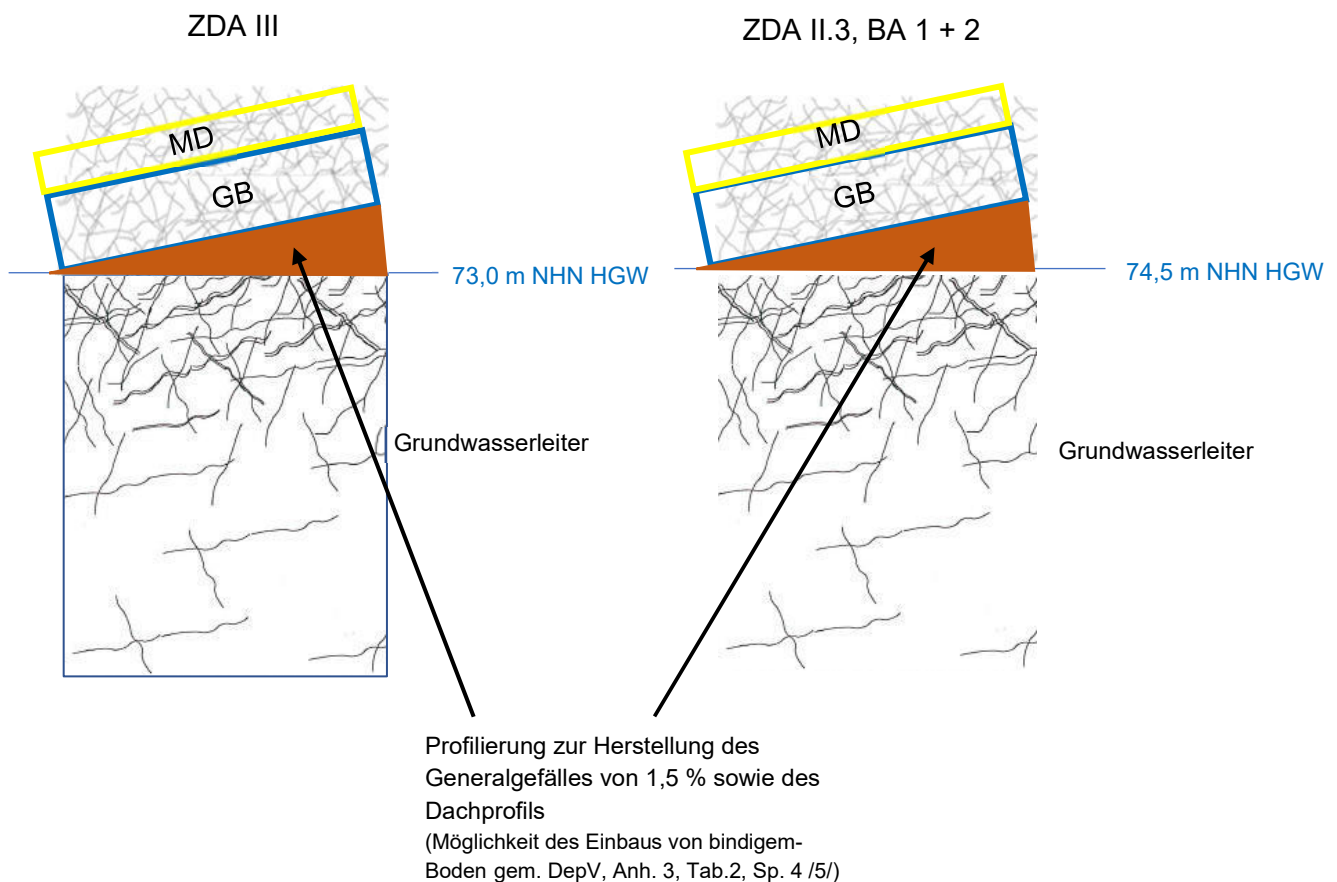 ZDA III
ZDA II.3, BA 1 + 2
MD
GB
MD
GB
73,0 m NHN HGW
74,5 m NHN HGW
Grundwasserleiter
Grundwasserleiter
Profilierung zur Herstellung des
Generalgefälles von 1,5 % sowie des
Dachprofils
(Möglichkeit des Einbaus von bindigem-
Boden gem. DepV, Anh. 3, Tab.2, Sp. 4 /5/)